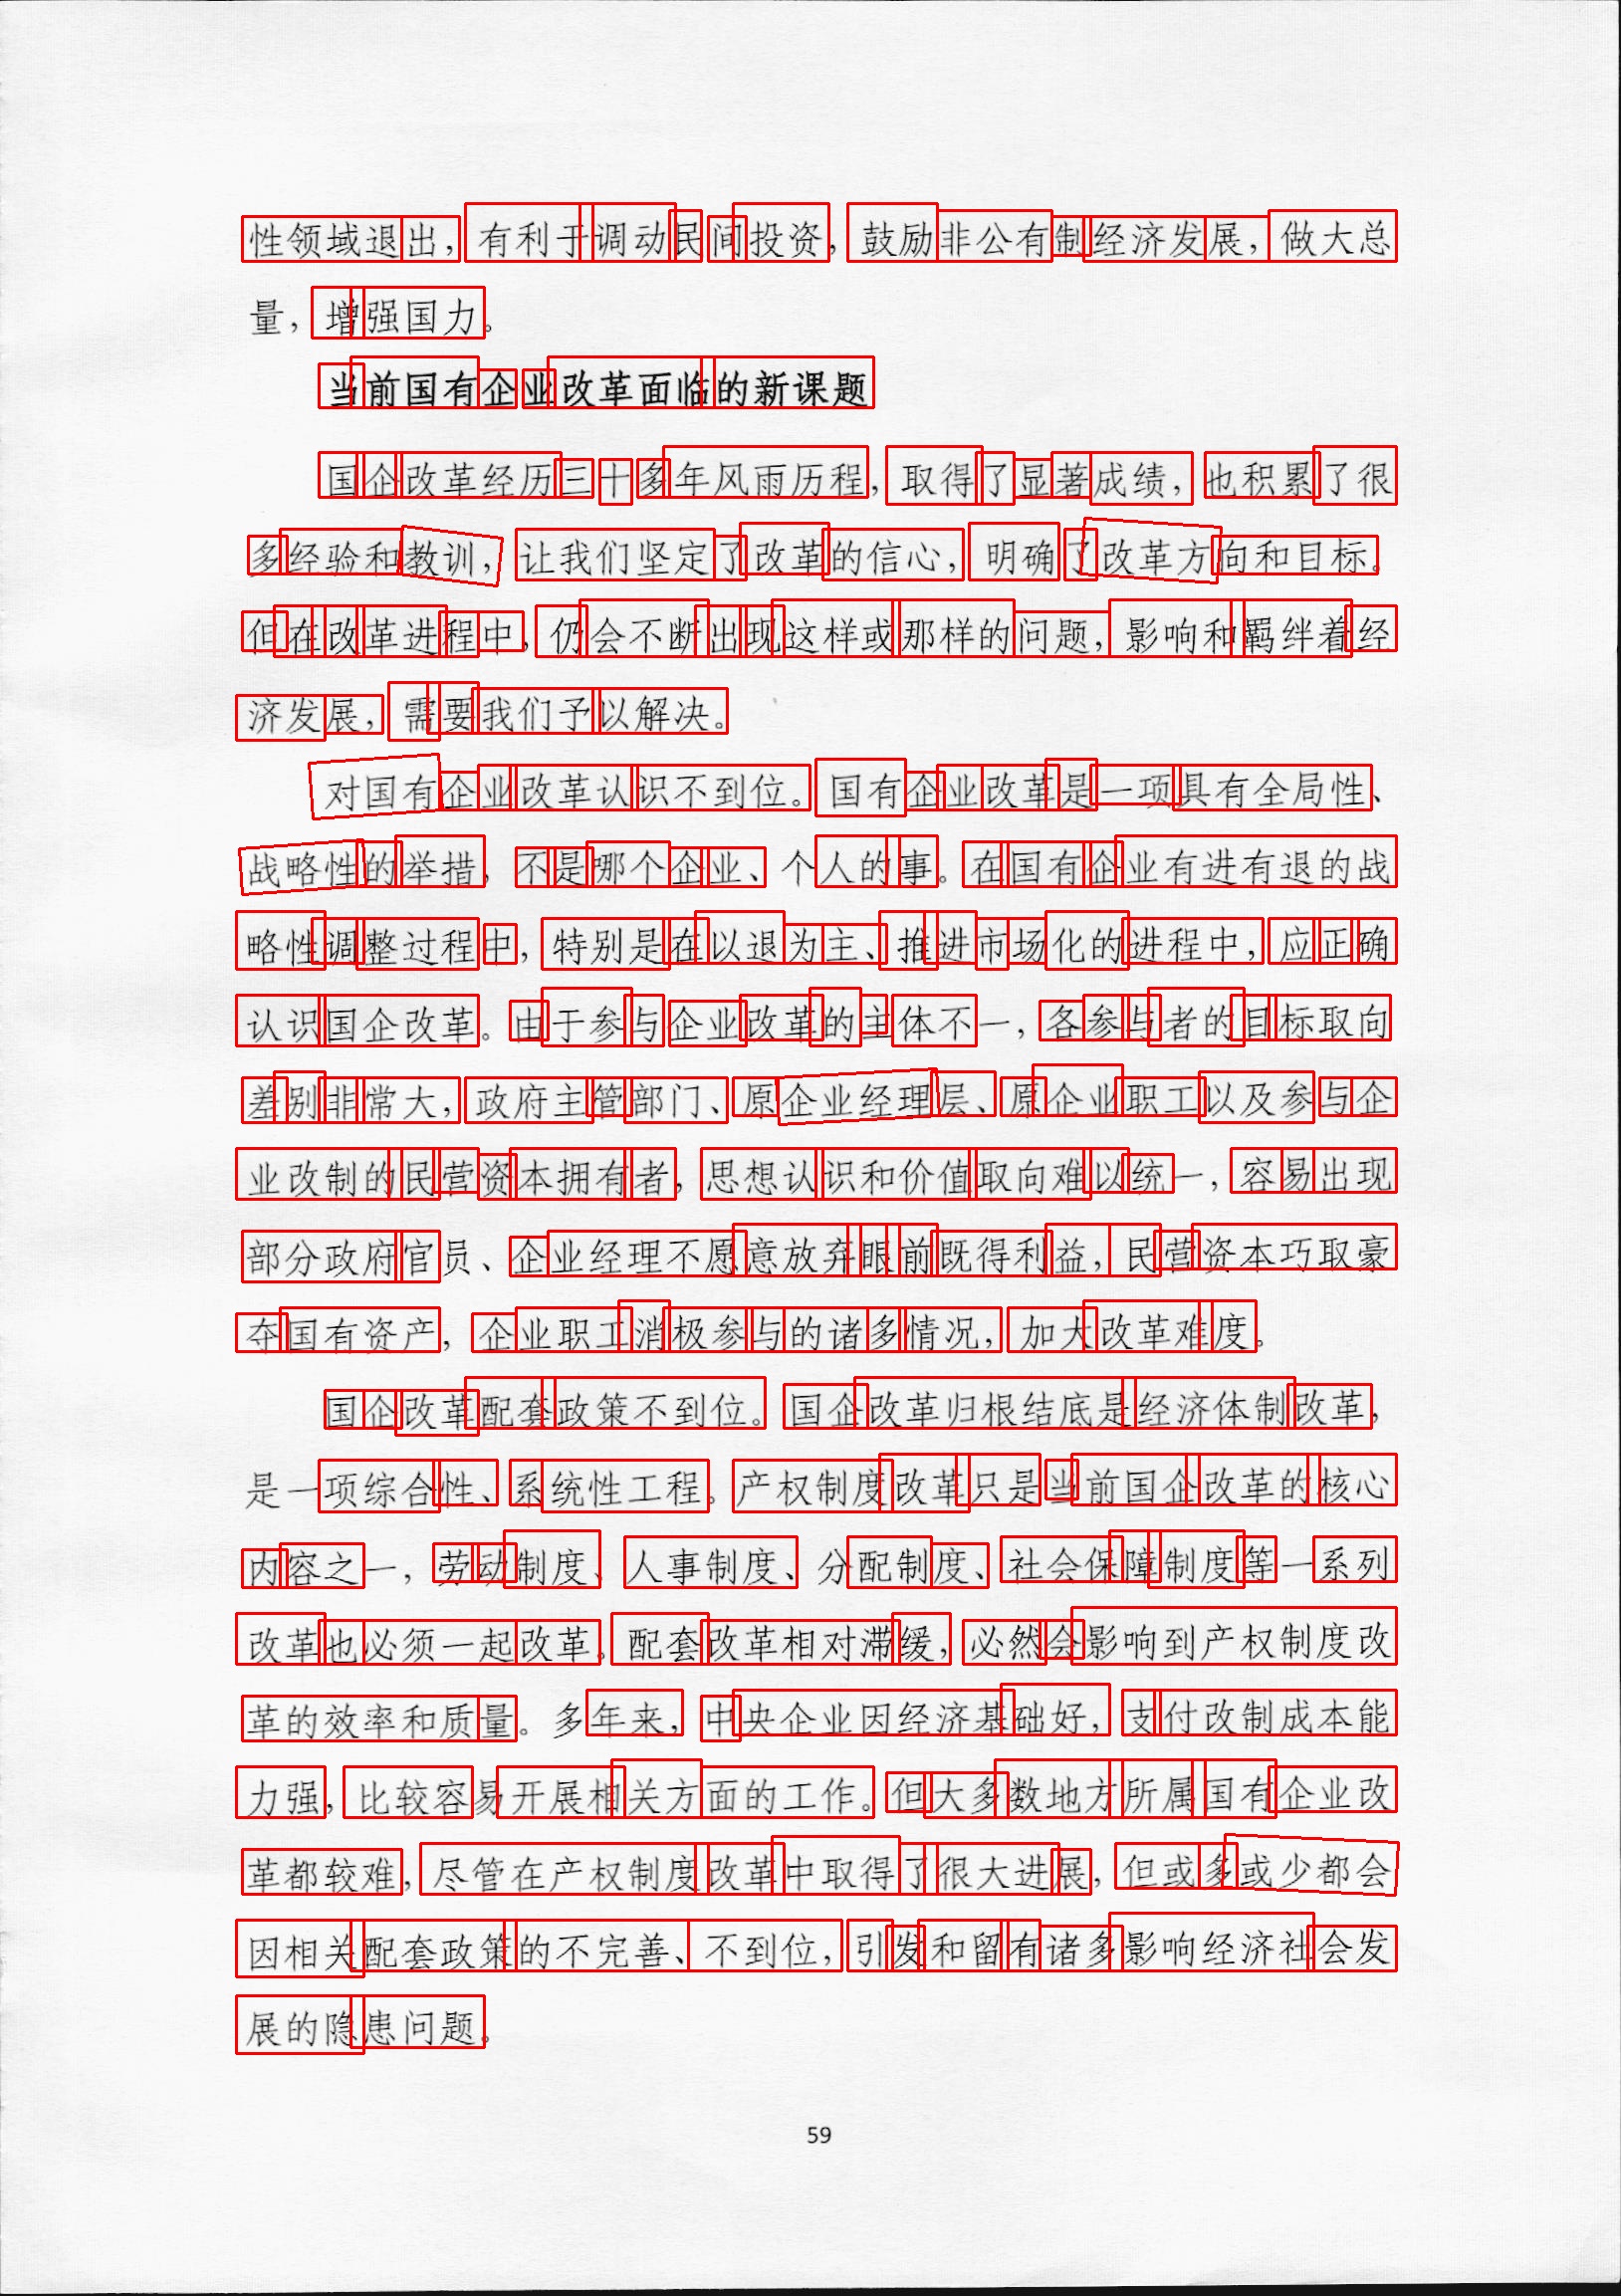 性领域退出，有利于调动民间投资，鼓励非公有制经济发展，做大总
量，增强国力。
当前国有企业改革面临的新课题
国企改革经历三十多年风雨历程，取得了显著成绩，也积累了很
多经验和教训，让我们坚定了改革的信心，明确了改革方向和目标。
但在改革进程中，仍会不断出现这样或那样的问题，影响和羁绊着经
济发展，需要我们予以解决。
对国有企业改革认识不到位。国有企业改革是一项具有全局性、
战略性的举措，不是哪个企业、个人的事。在国有企业有进有退的战
略性调整过程中，特别是在以退为主、推进市场化的进程中，应正确
认识国企改革。由于参与企业改革的主体不一，各参与者的目标取向
差别非常大，政府主管部门、原企业经理层、原企业职工以及参与企
业改制的民营资本拥有者，思想认识和价值取向难以统一，容易出现
部分政府官员、企业经理不愿意放弃眼前既得利益，民营资本巧取豪
夺国有资产，企业职工消极参与的诸多情况，加大改革难度。
国企改革配套政策不到位。国企改革归根结底是经济体制改革，
是一项综合性、系统性工程。产权制度改革只是当前国企改革的核心
内容之一，劳动制度、人事制度、分配制度、社会保障制度等一系列
改革也必须一起改革。配套改革相对滞缓，必然会影响到产权制度改
革的效率和质量。多年来，中央企业因经济基础好，支付改制成本能
力强，比较容易开展相关方面的工作。但大多数地方所属国有企业改
革都较难，尽管在产权制度改革中取得了很大进展，但或多或少都会
因相关配套政策的不完善、不到位，引发和留有诸多影响经济社会发
展的隐患问题。
59